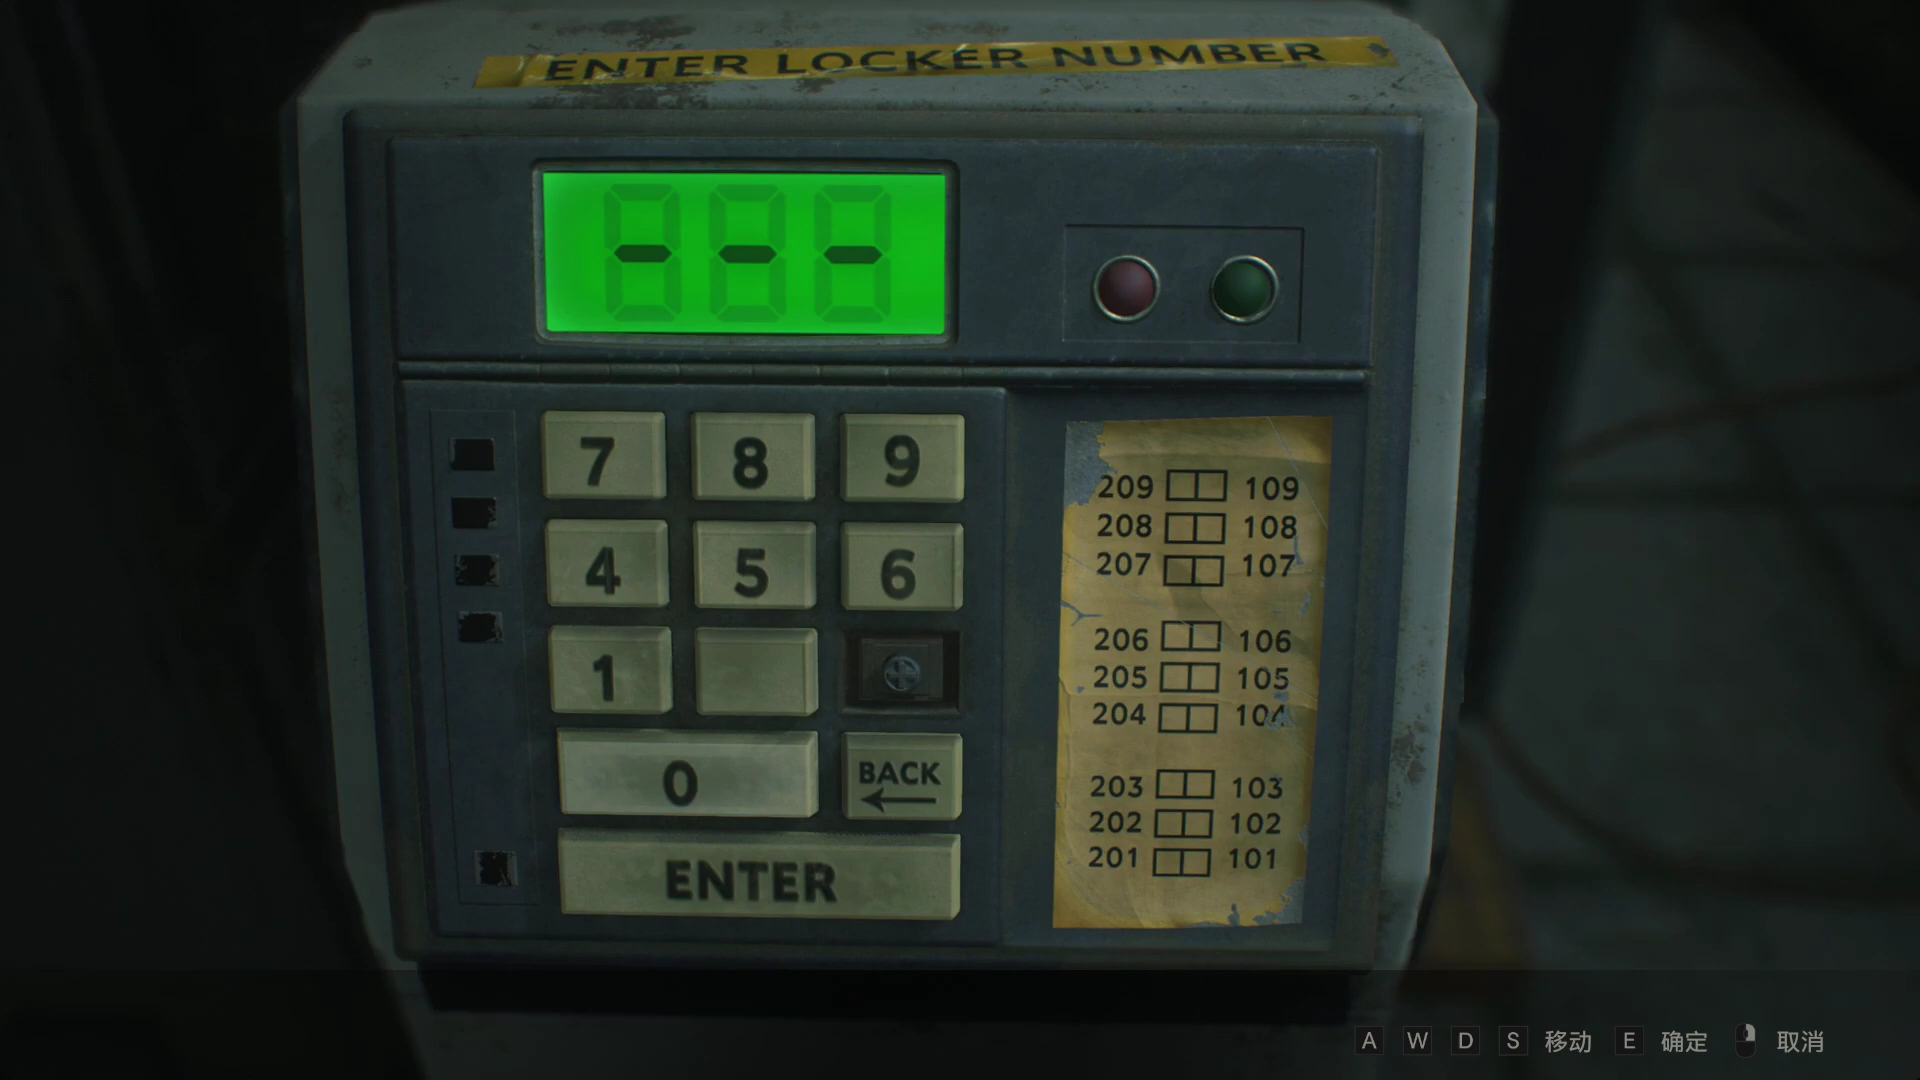 ENTER LOCKER NUMBER
7 8 9
4 5 6
1
0 BACK
ENTER
209 109
208 108
207 107
206 106
205 105
204 104
203 103
202 102
201 101
A W D S 移动 E 确定 取消